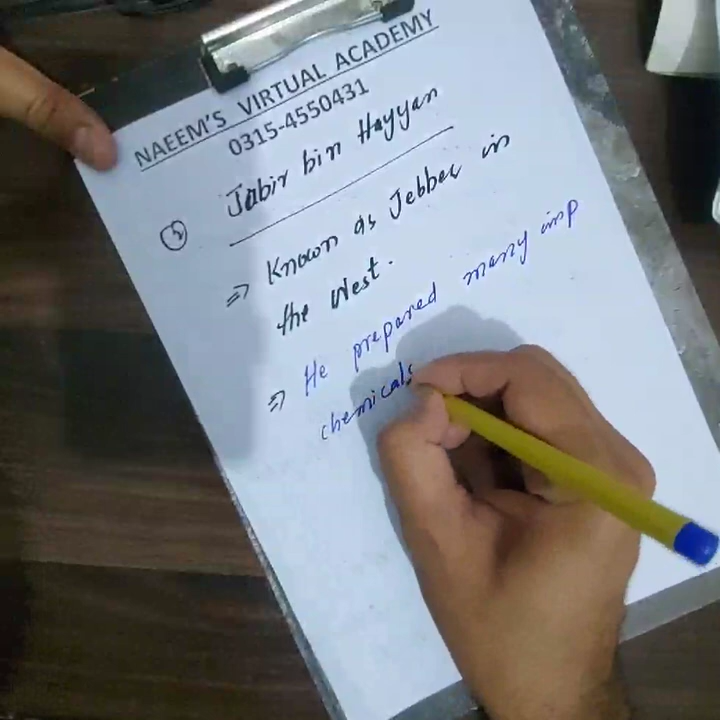 NAEEM'S VIRTUAL ACADEMY
0315-4550431
Jabir bin Hayyan
⇒ Known as Jebber in
the West.
⇒ He prepared many imp
chemicals